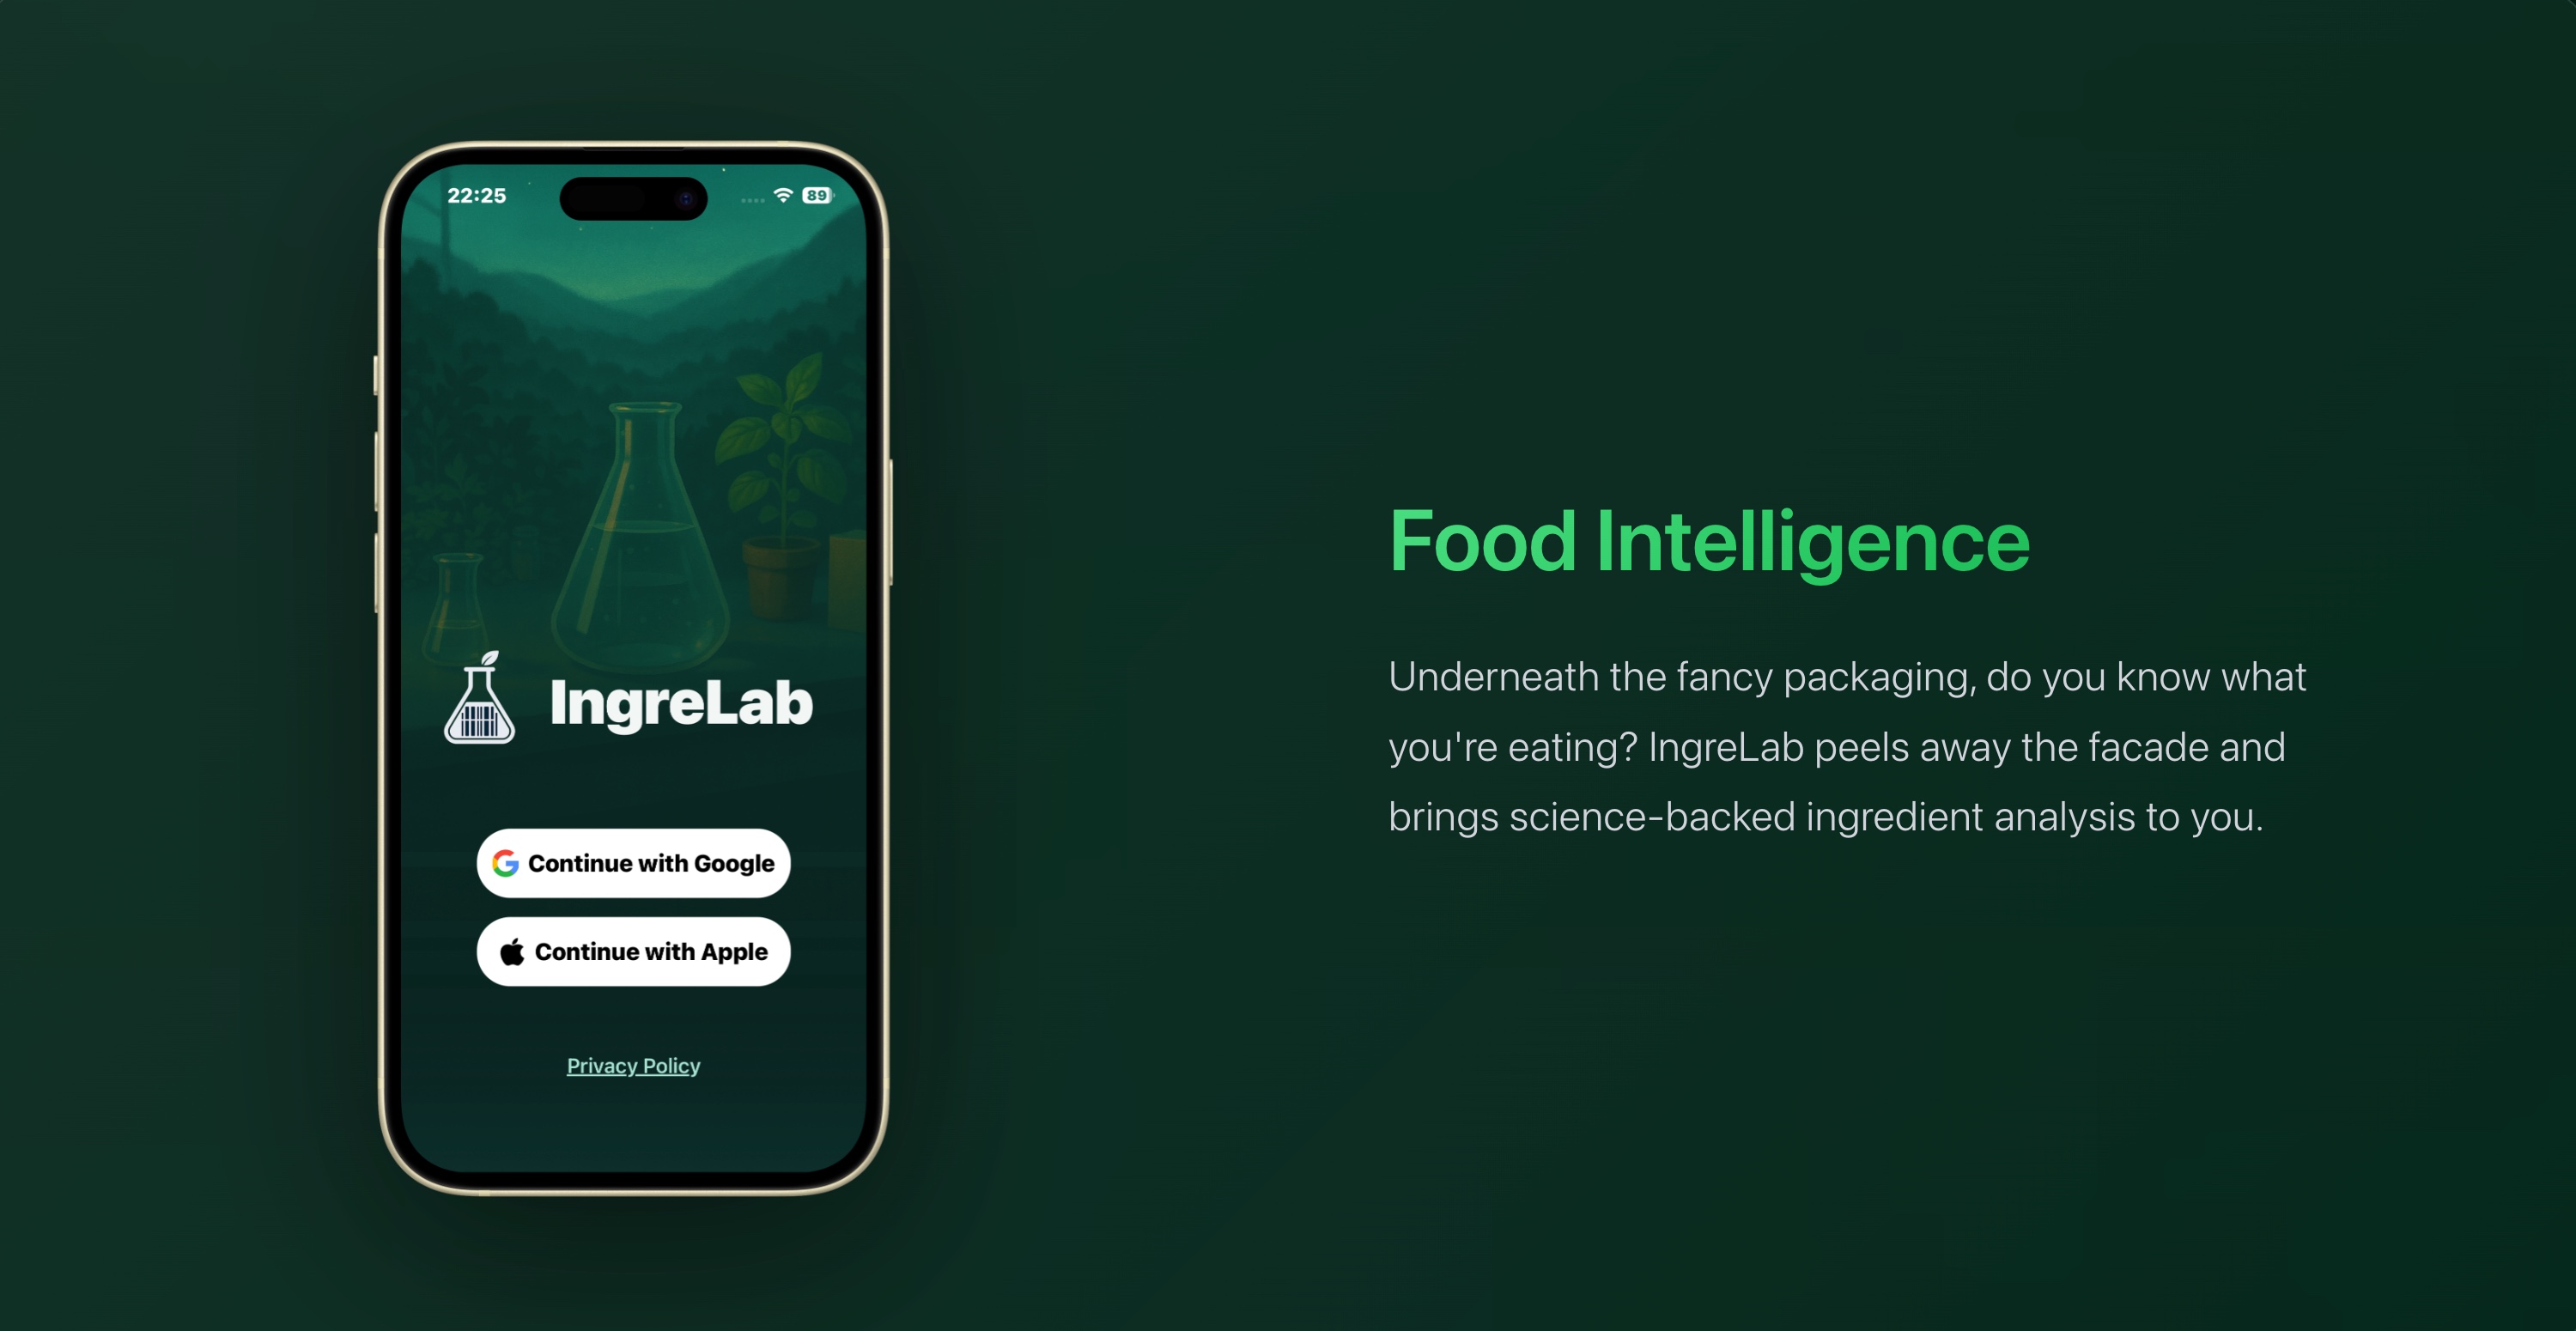 22:25
89
IngreLab
Continue with Google
Continue with Apple
Privacy Policy
Food Intelligence
Underneath the fancy packaging, do you know what
you're eating? IngreLab peels away the facade and
brings science-backed ingredient analysis to you.